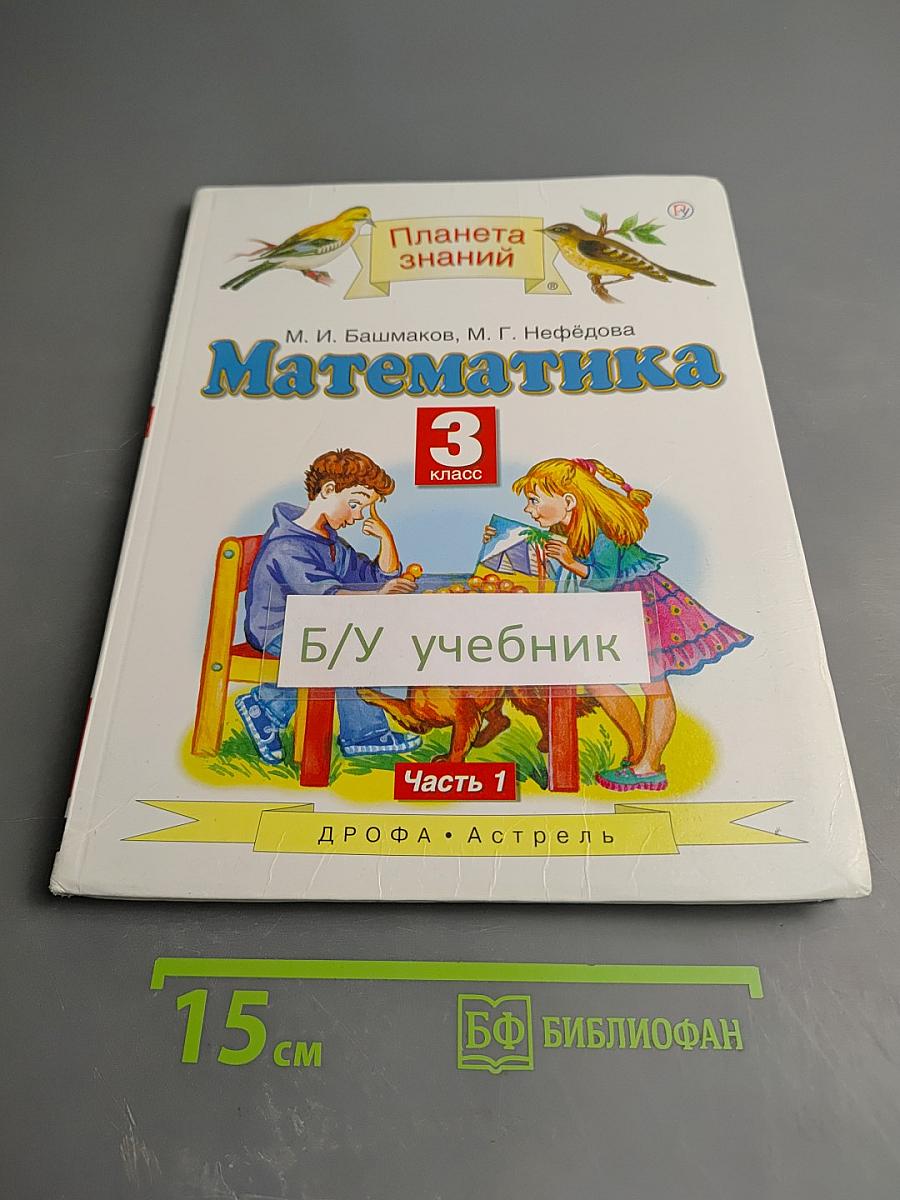 Планета
знаний
®
М. И. Башмаков, М. Г. Нефёдова
Математика
3
класс
Б/У учебник
Часть 1
ДРОФА • Астрель
15 см
БФ БИБЛИОФАН